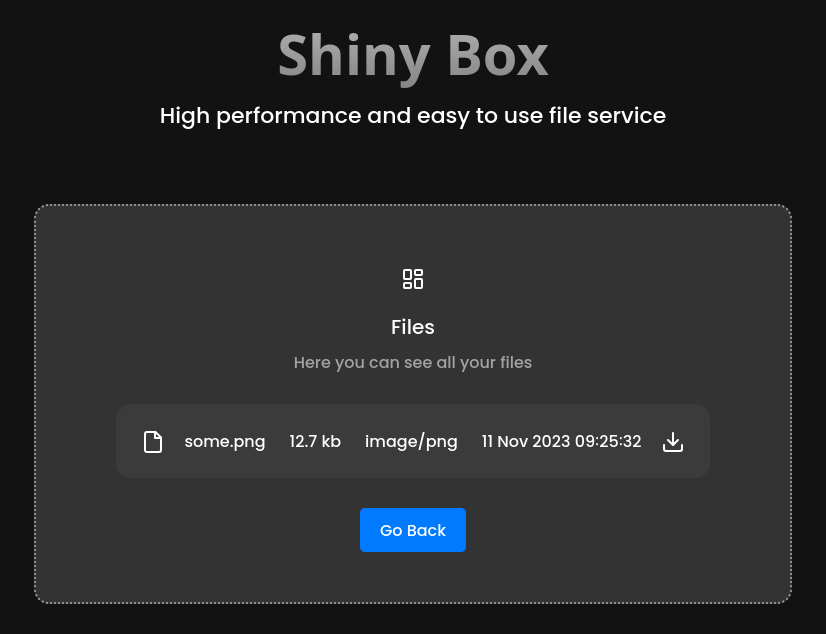 Shiny Box
High performance and easy to use file service
Files
Here you can see all your files
some.png 12.7 kb image/png 11 Nov 2023 09:25:32
Go Back